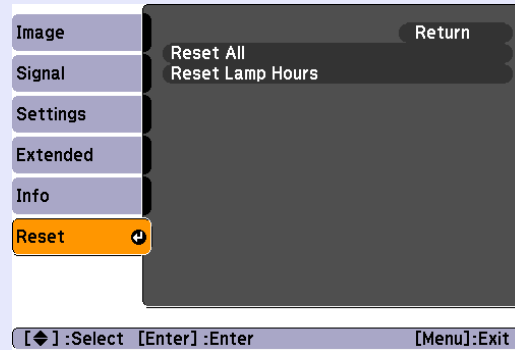 Image
Signal
Settings
Extended
Info
Reset
Return
Reset All
Reset Lamp Hours
[◆] :Select [Enter] :Enter [Menu]:Exit